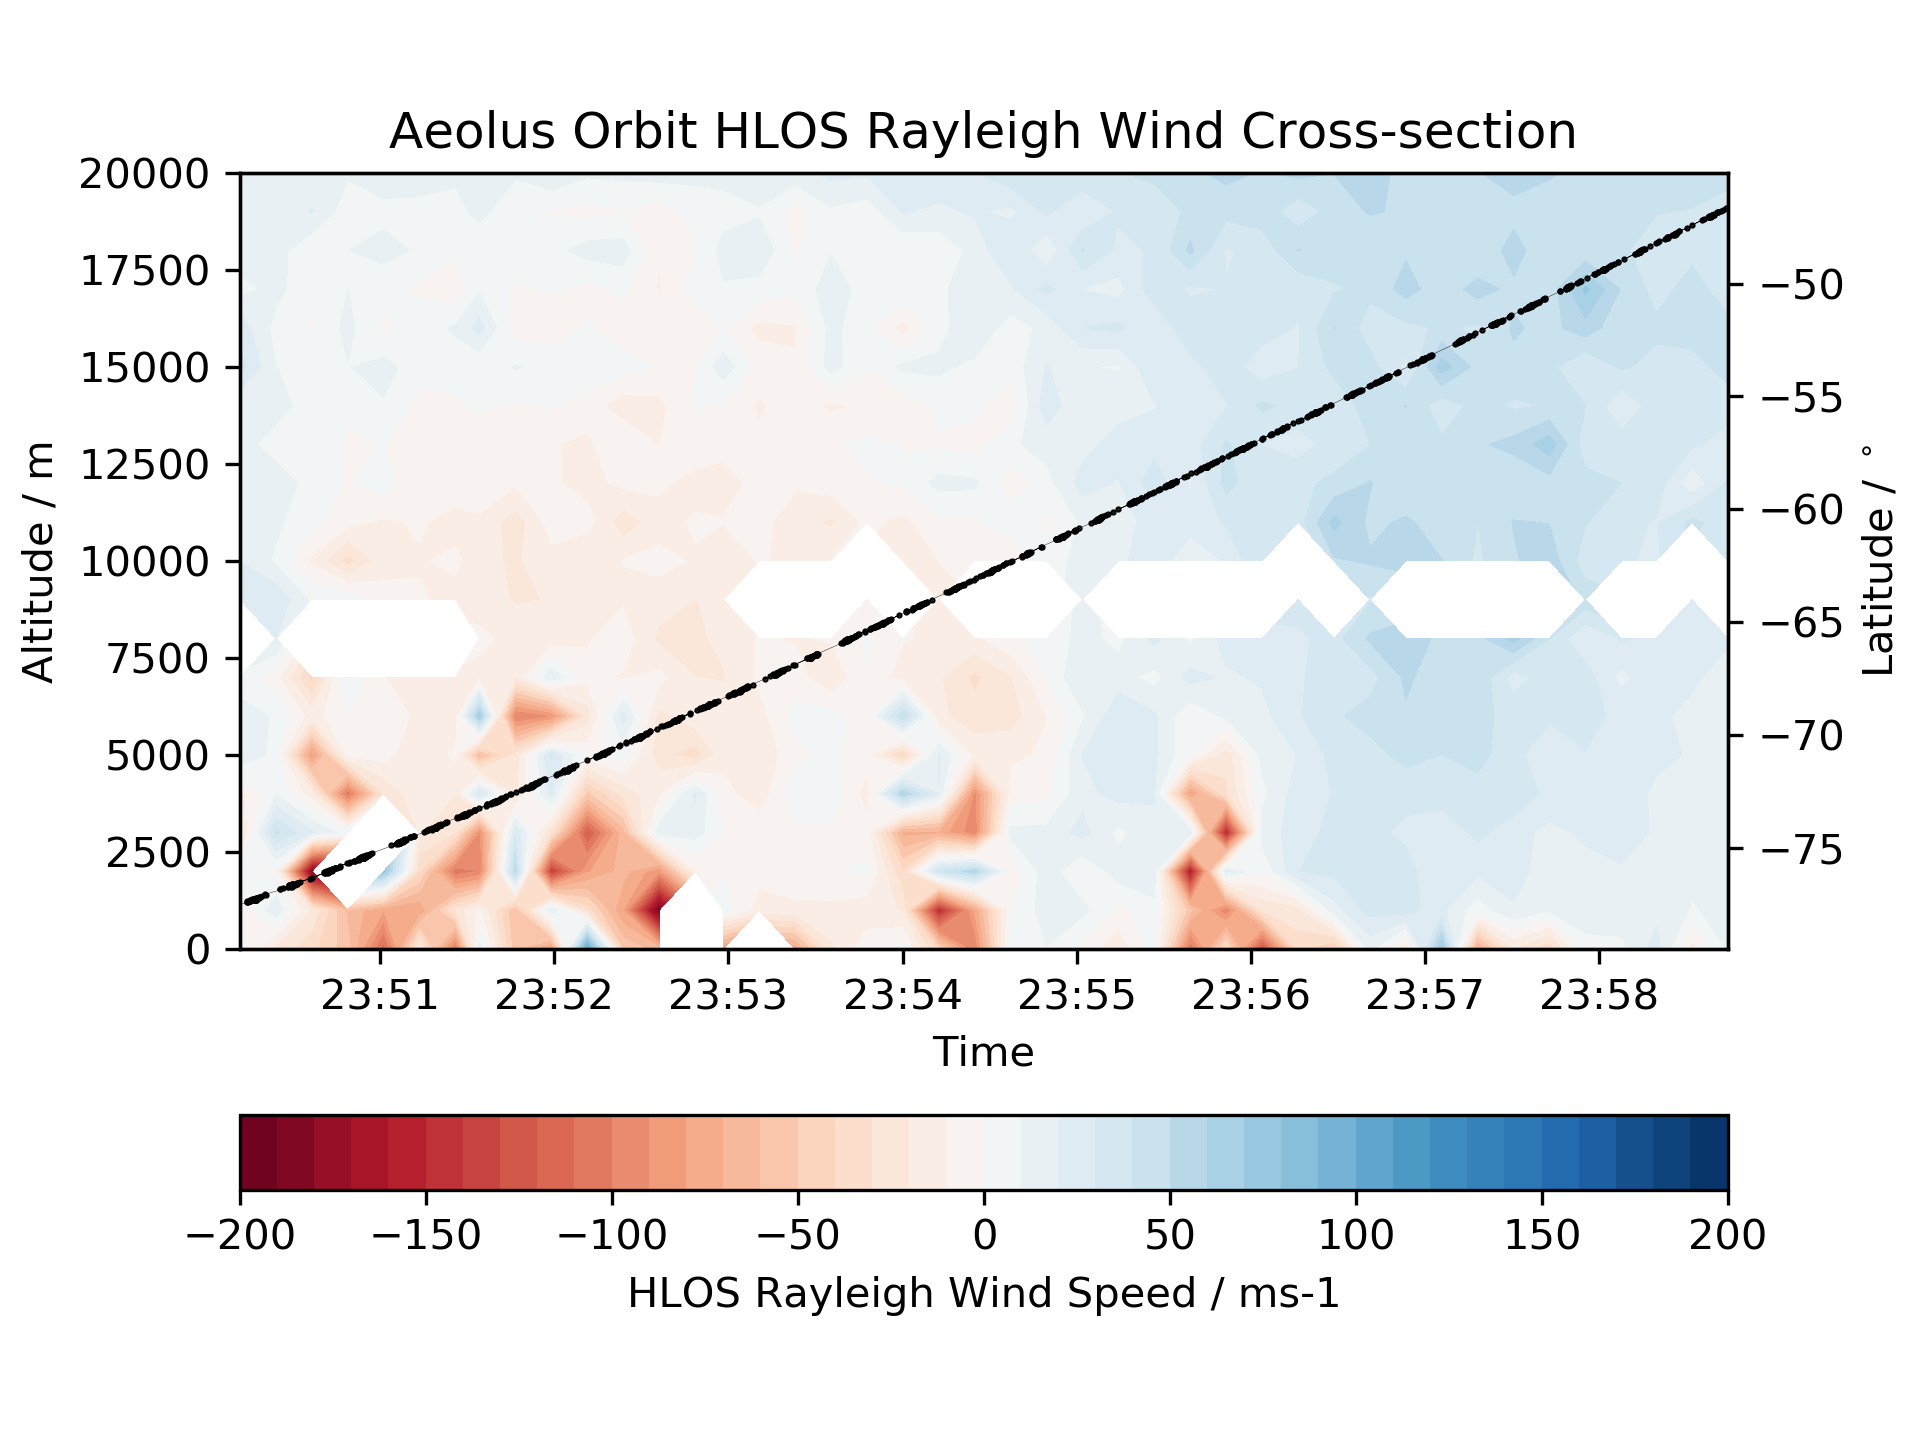 Aeolus Orbit HLOS Rayleigh Wind Cross-section
20000
17500
15000
12500
10000
7500
5000
2500
0
Altitude / m
−50
−55
−60
−65
−70
−75
Latitude / °
23:51 23:52 23:53 23:54 23:55 23:56 23:57 23:58
Time
−200 −150 −100 −50 0 50 100 150 200
HLOS Rayleigh Wind Speed / ms-1